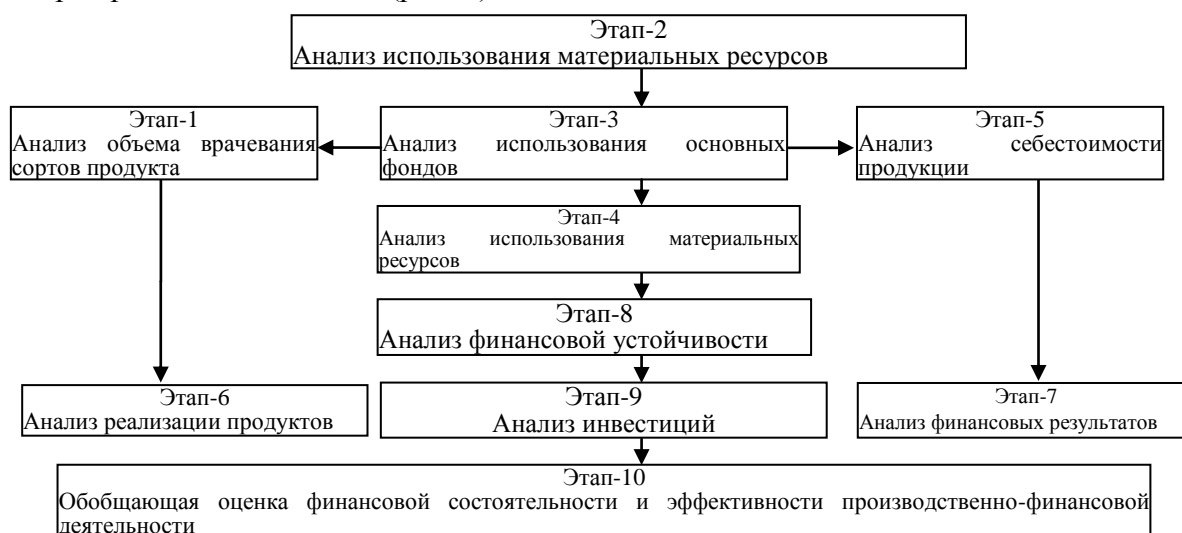 Этап-2
Анализ использования материальных ресурсов
Этап-1
Анализ объема врачевания
сортов продукта
Этап-3
Анализ использования основных
фондов
Этап-5
Анализ себестоимости
продукции
Этап-4
Анализ использования материальных
ресурсов
Этап-8
Анализ финансовой устойчивости
Этап-6
Анализ реализации продуктов
Этап-9
Анализ инвестиций
Этап-7
Анализ финансовых результатов
Этап-10
Обобщающая оценка финансовой состоятельности и эффективности производственно-финансовой
деятельности